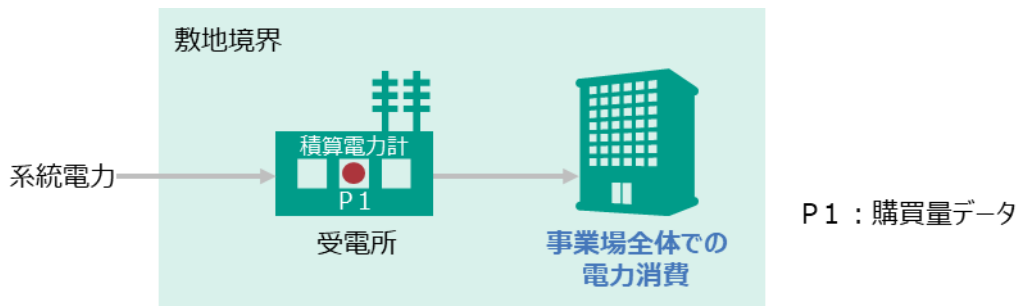 敷地境界
積算電力計
系統電力
P1
P1：購買量データ
受電所
事業場全体での
電力消費